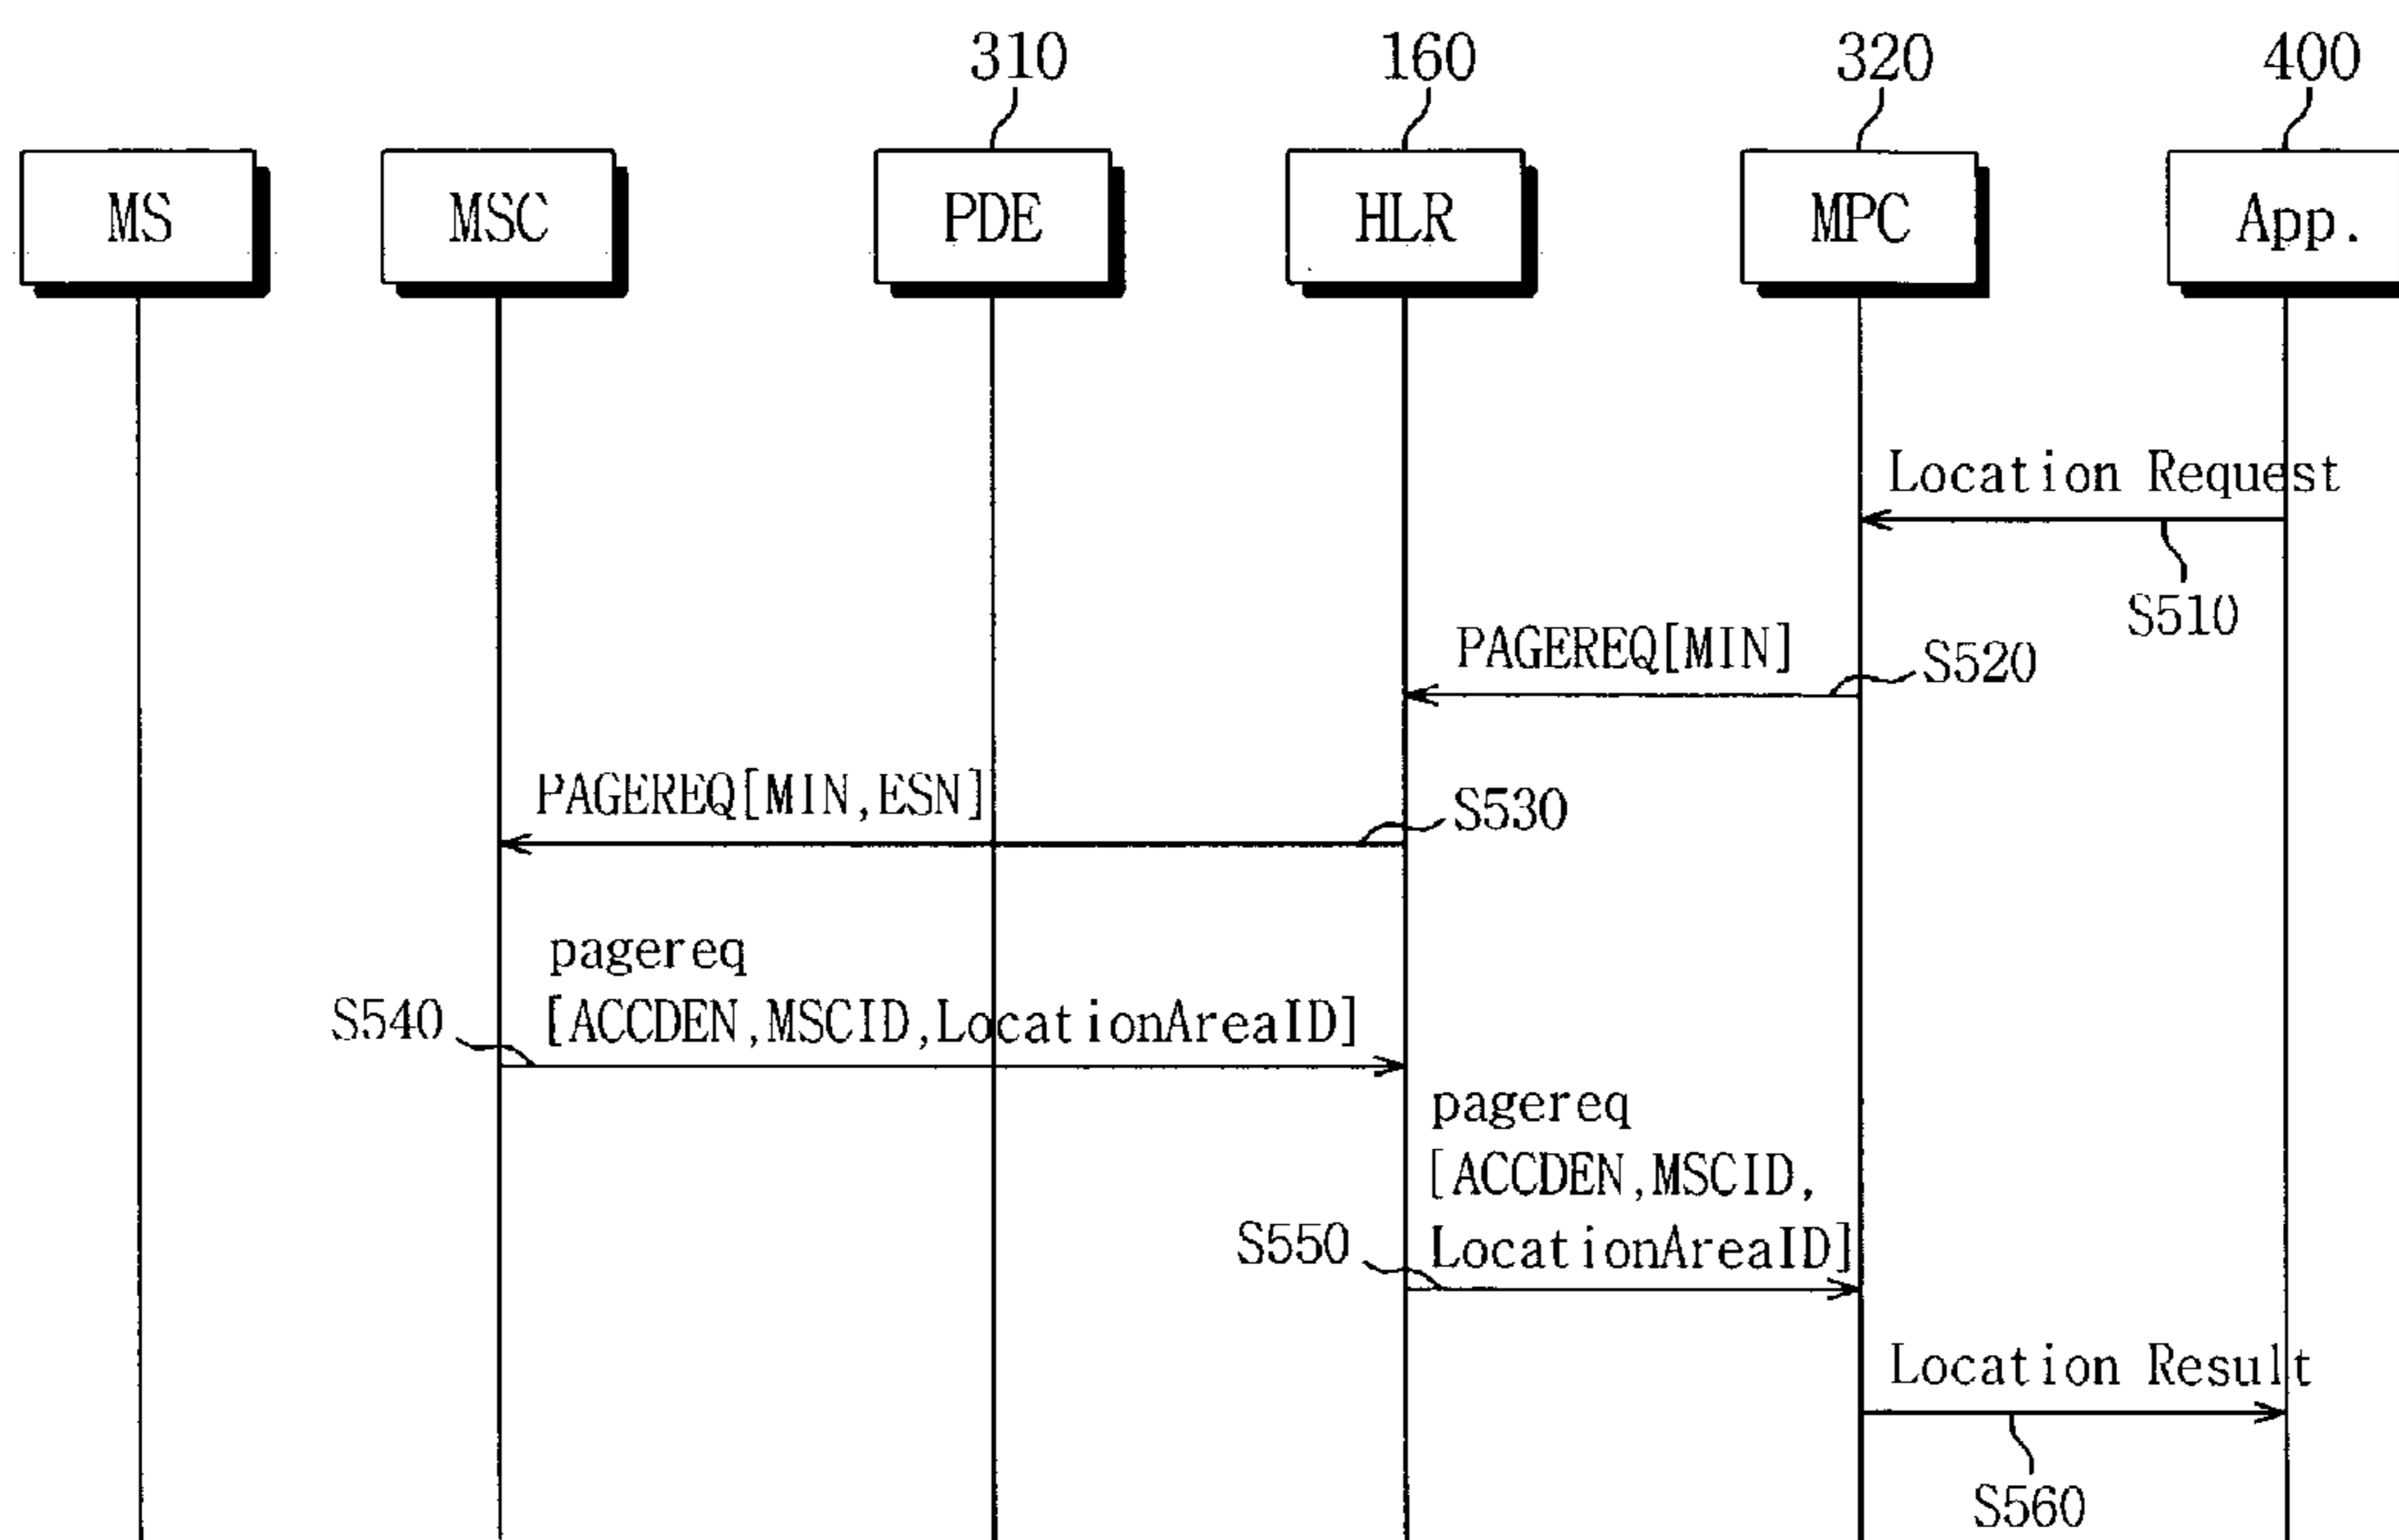 310 160 320 400
MS MSC PDE HLR MPC App.
Location Request
S510
PAGEREQ[MIN]
S520
PAGEREQ[MIN,ESN]
S530
pagereq
S540 [ACCDEN,MSCID,LocationAreaID]
pagereq
[ACCDEN,MSCID,
S550 LocationAreaID]
Location Result
S560